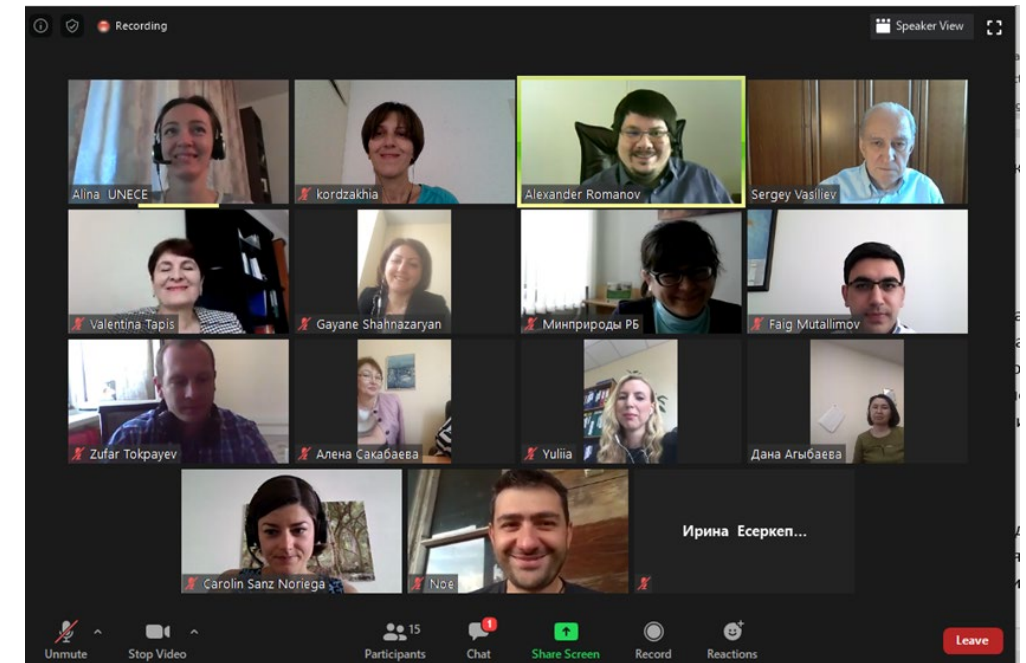 Recording
Speaker View
Alina UNECE
kordzakhia
Alexander Romanov
Sergey Vasiliev
Valentina Tapis
Gayane Shahnazaryan
Минприроды РБ
Faig Mutallimov
Zufar Tokpayev
Алена Сакабаева
Yuliia
Дана Агыбаева
Carolin Sanz Noriega
Noe
Ирина Есеркеп...
Unmute
Stop Video
15
Participants
1
Chat
Share Screen
Record
Reactions
Leave